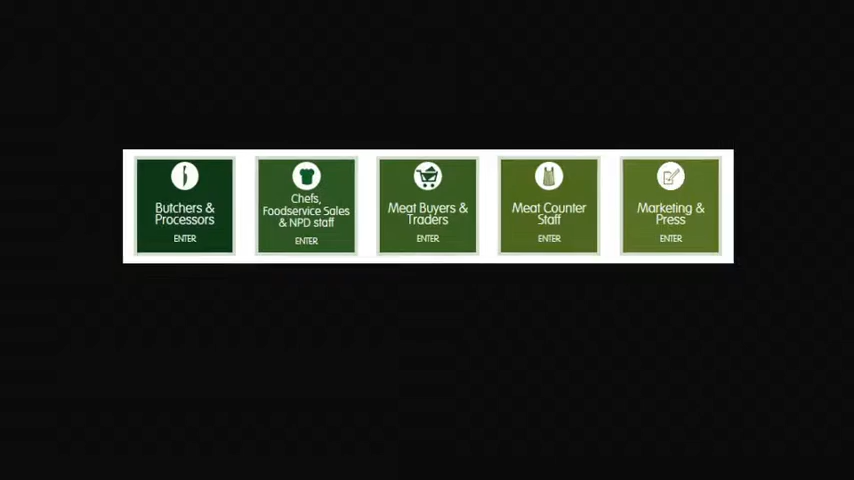 Butchers &
Processors
ENTER
Chefs,
Foodservice Sales
& NPD staff
ENTER
Meat Buyers &
Traders
ENTER
Meat Counter
Staff
ENTER
Marketing &
Press
ENTER